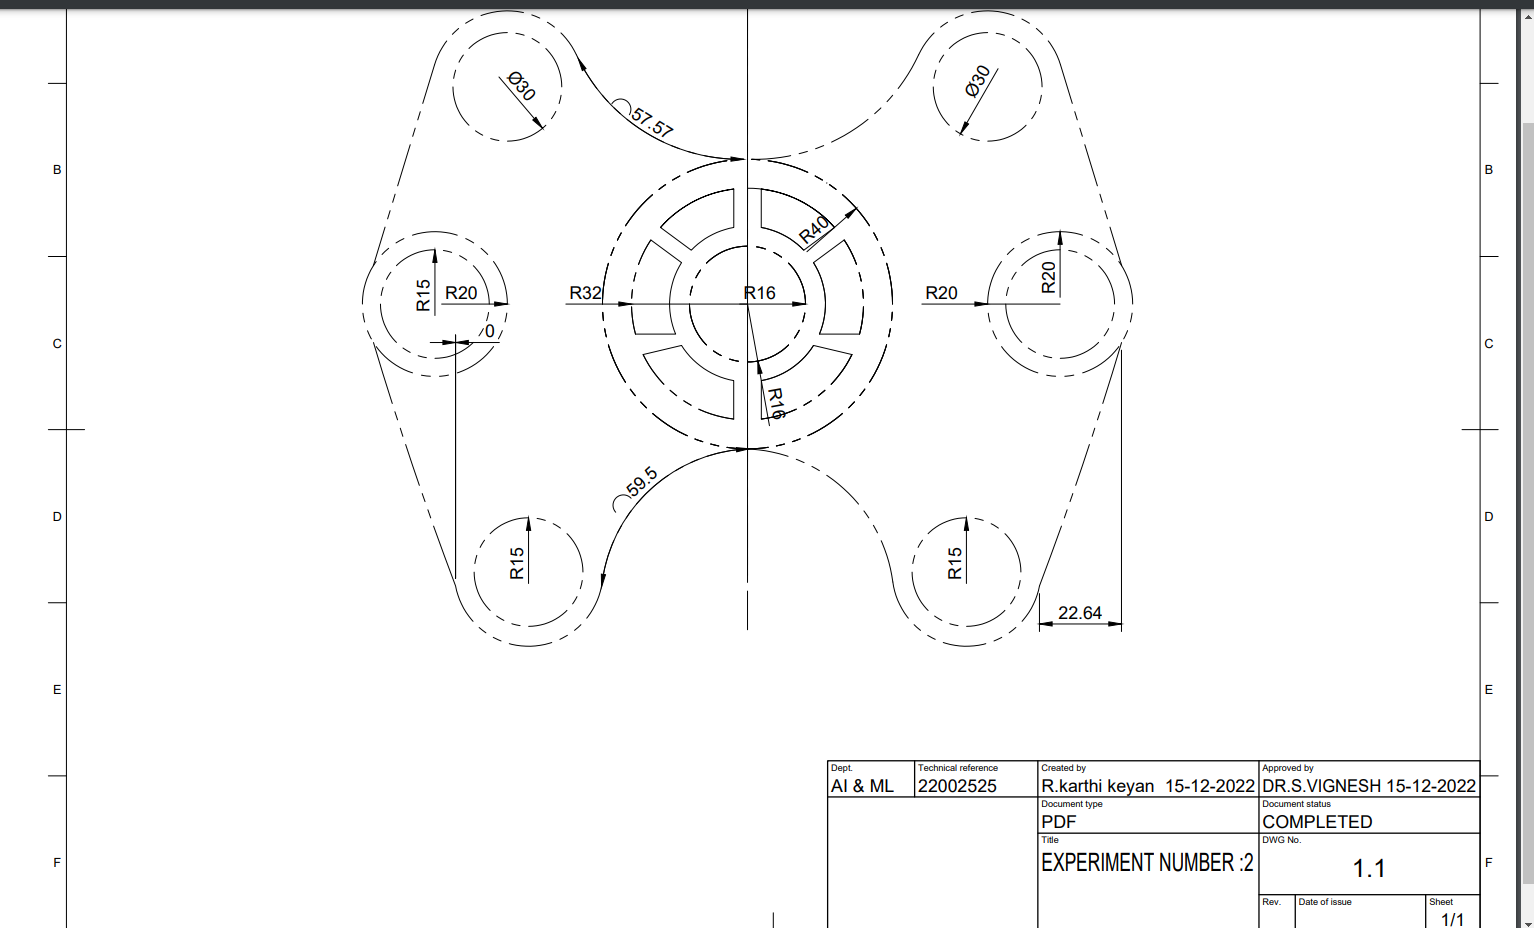 Ø30
Ø30
57.57
B
B
R40
R15
R20
R32
R16
R20
R20
0
C
C
R16
59.5
D
D
R15
R15
22.64
E
E
Dept.
Technical reference
Created by
Approved by
AI & ML
22002525
R.karthi keyan 15-12-2022
DR.S.VIGNESH 15-12-2022
Document type
Document status
PDF
COMPLETED
Title
DWG No.
EXPERIMENT NUMBER :2
1.1
F
F
Rev.
Date of issue
Sheet
1/1